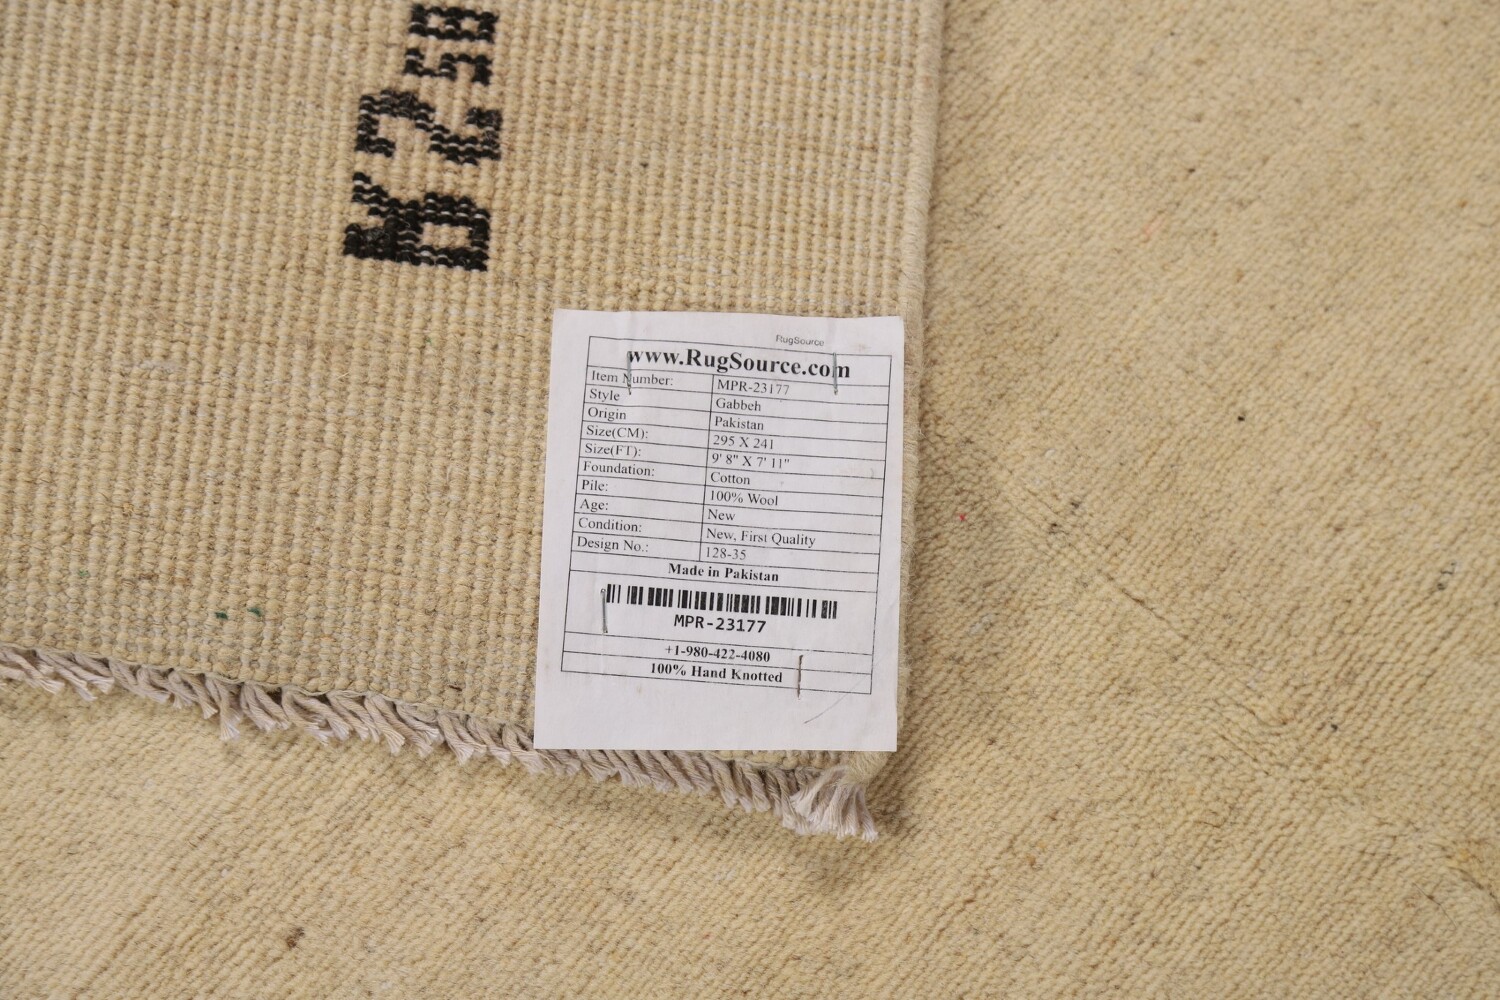 RugSource
www.RugSource.com
Item Number: MPR-23177
Style Gabbeh
Origin Pakistan
Size(CM): 295 X 241
Size(FT): 9' 8" X 7' 11"
Foundation: Cotton
Pile: 100% Wool
Age: New
Condition: New, First Quality
Design No.: 128-35
Made in Pakistan
MPR-23177
+1-980-422-4080
100% Hand Knotted